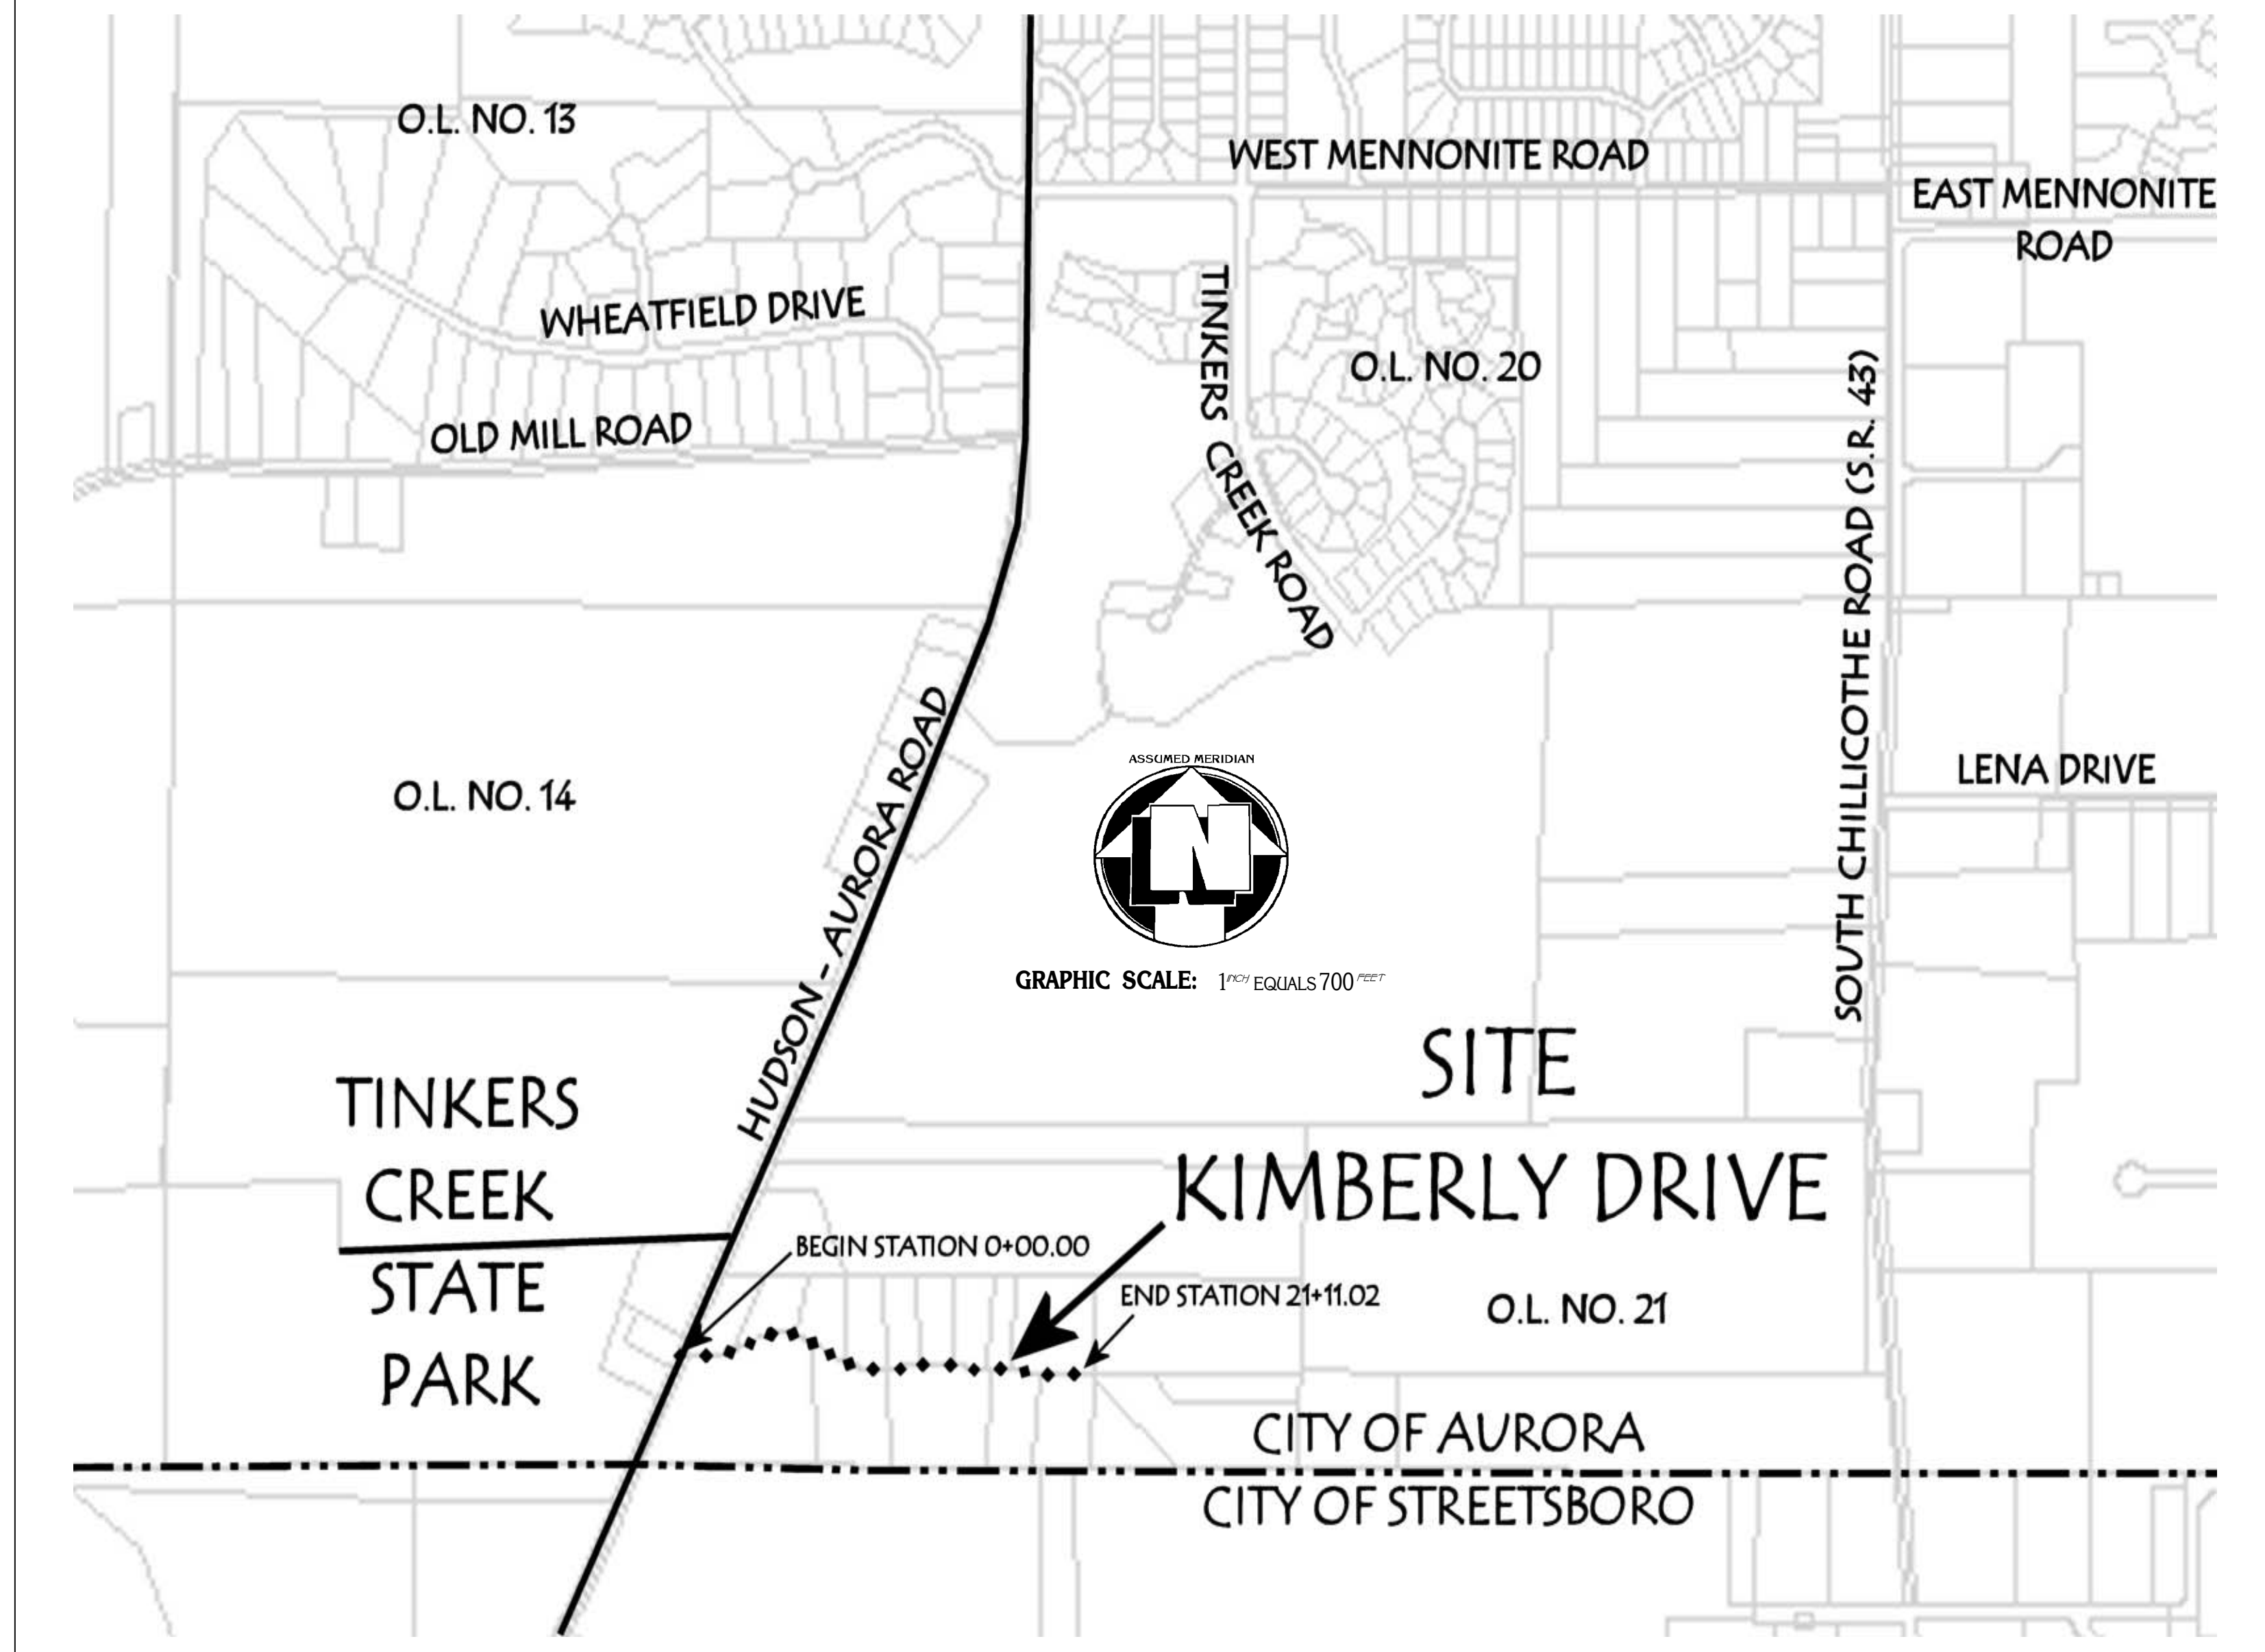 O.L. NO. 13
WEST MENNONITE ROAD
EAST MENNONITE
ROAD
WHEATFIELD DRIVE
TINKERS CREEK ROAD
O.L. NO. 20
OLD MILL ROAD
SOUTH CHILLICOTHE ROAD (S.R. 43)
HUDSON - AURORA ROAD
ASSUMED MERIDIAN
N
LENA DRIVE
O.L. NO. 14
GRAPHIC SCALE: 1 INCH EQUALS 700 FEET
SITE
TINKERS
CREEK
STATE
PARK
KIMBERLY DRIVE
BEGIN STATION 0+00.00
END STATION 21+11.02
O.L. NO. 21
CITY OF AURORA
CITY OF STREETSBORO